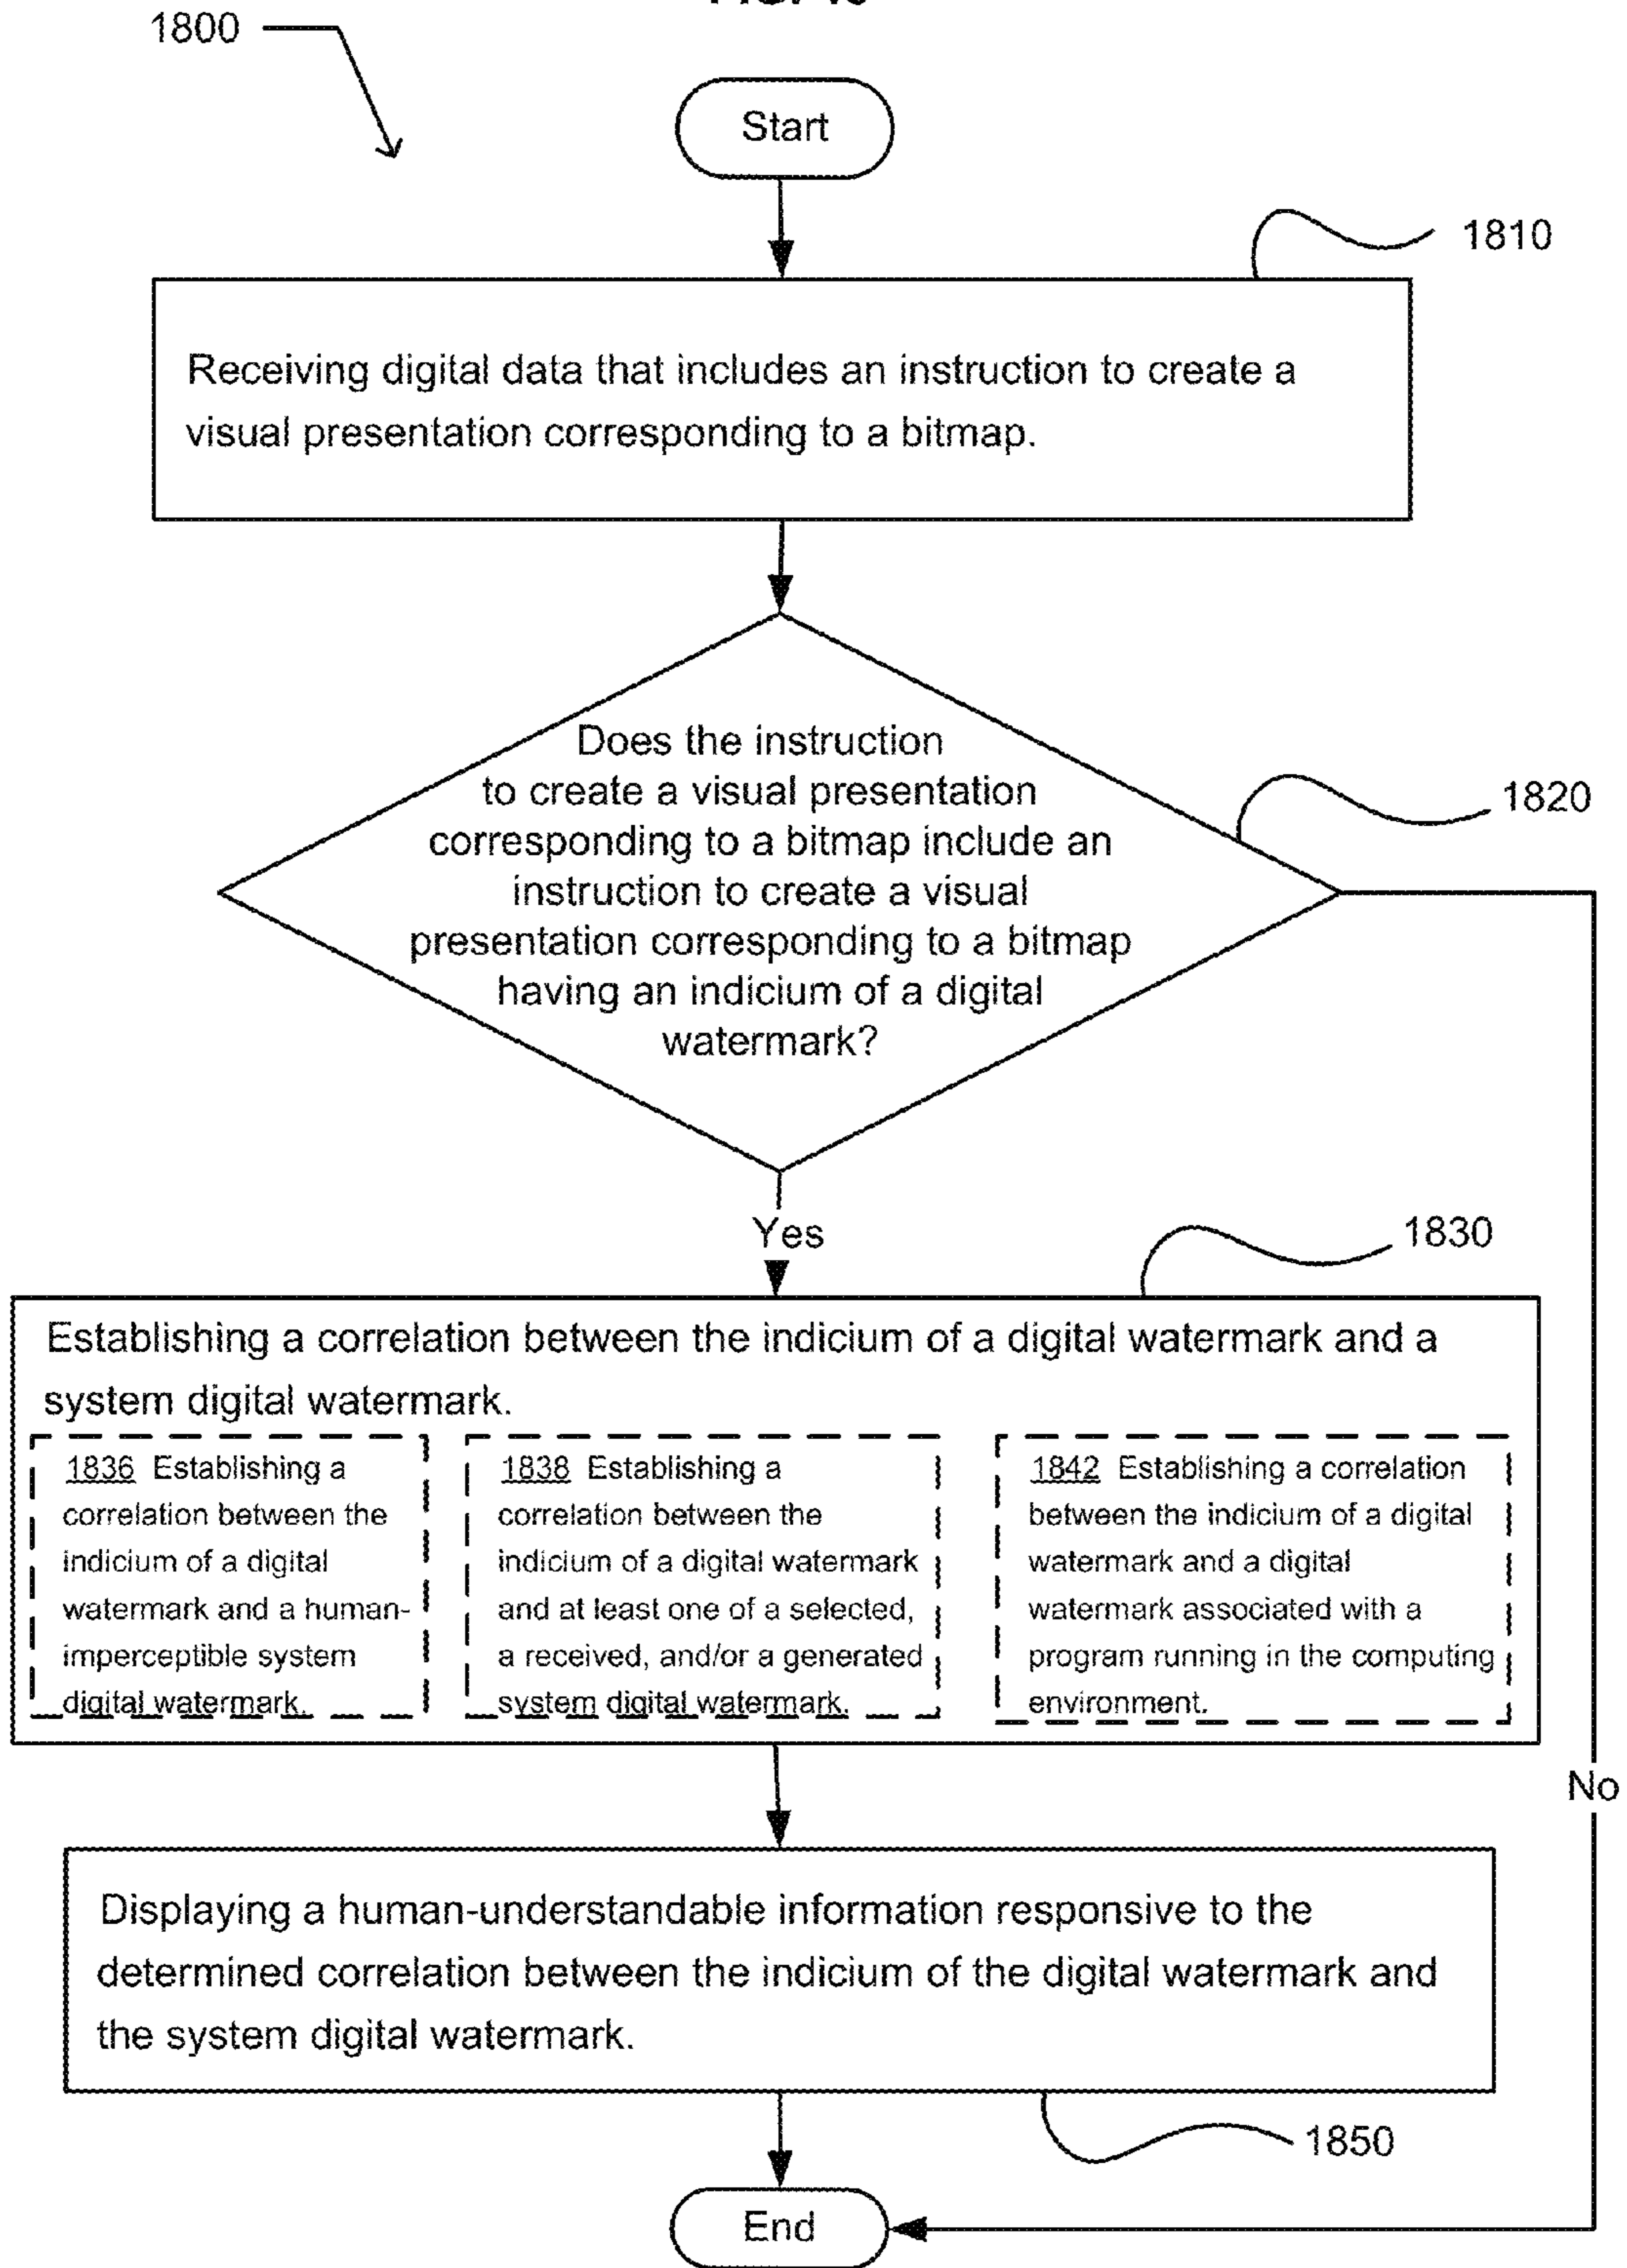 1800
Start
1810
Receiving digital data that includes an instruction to create a
visual presentation corresponding to a bitmap.
Does the instruction
to create a visual presentation
corresponding to a bitmap include an
instruction to create a visual
presentation corresponding to a bitmap
having an indicium of a digital
watermark?
1820
Yes
1830
Establishing a correlation between the indicium of a digital watermark and a
system digital watermark.
1836 Establishing a
correlation between the
indicium of a digital
watermark and a human-
imperceptible system
digital watermark.
1838 Establishing a
correlation between the
indicium of a digital watermark
and at least one of a selected,
a received, and/or a generated
system digital watermark.
1842 Establishing a correlation
between the indicium of a digital
watermark and a digital
watermark associated with a
program running in the computing
environment.
No
Displaying a human-understandable information responsive to the
determined correlation between the indicium of the digital watermark and
the system digital watermark.
1850
End